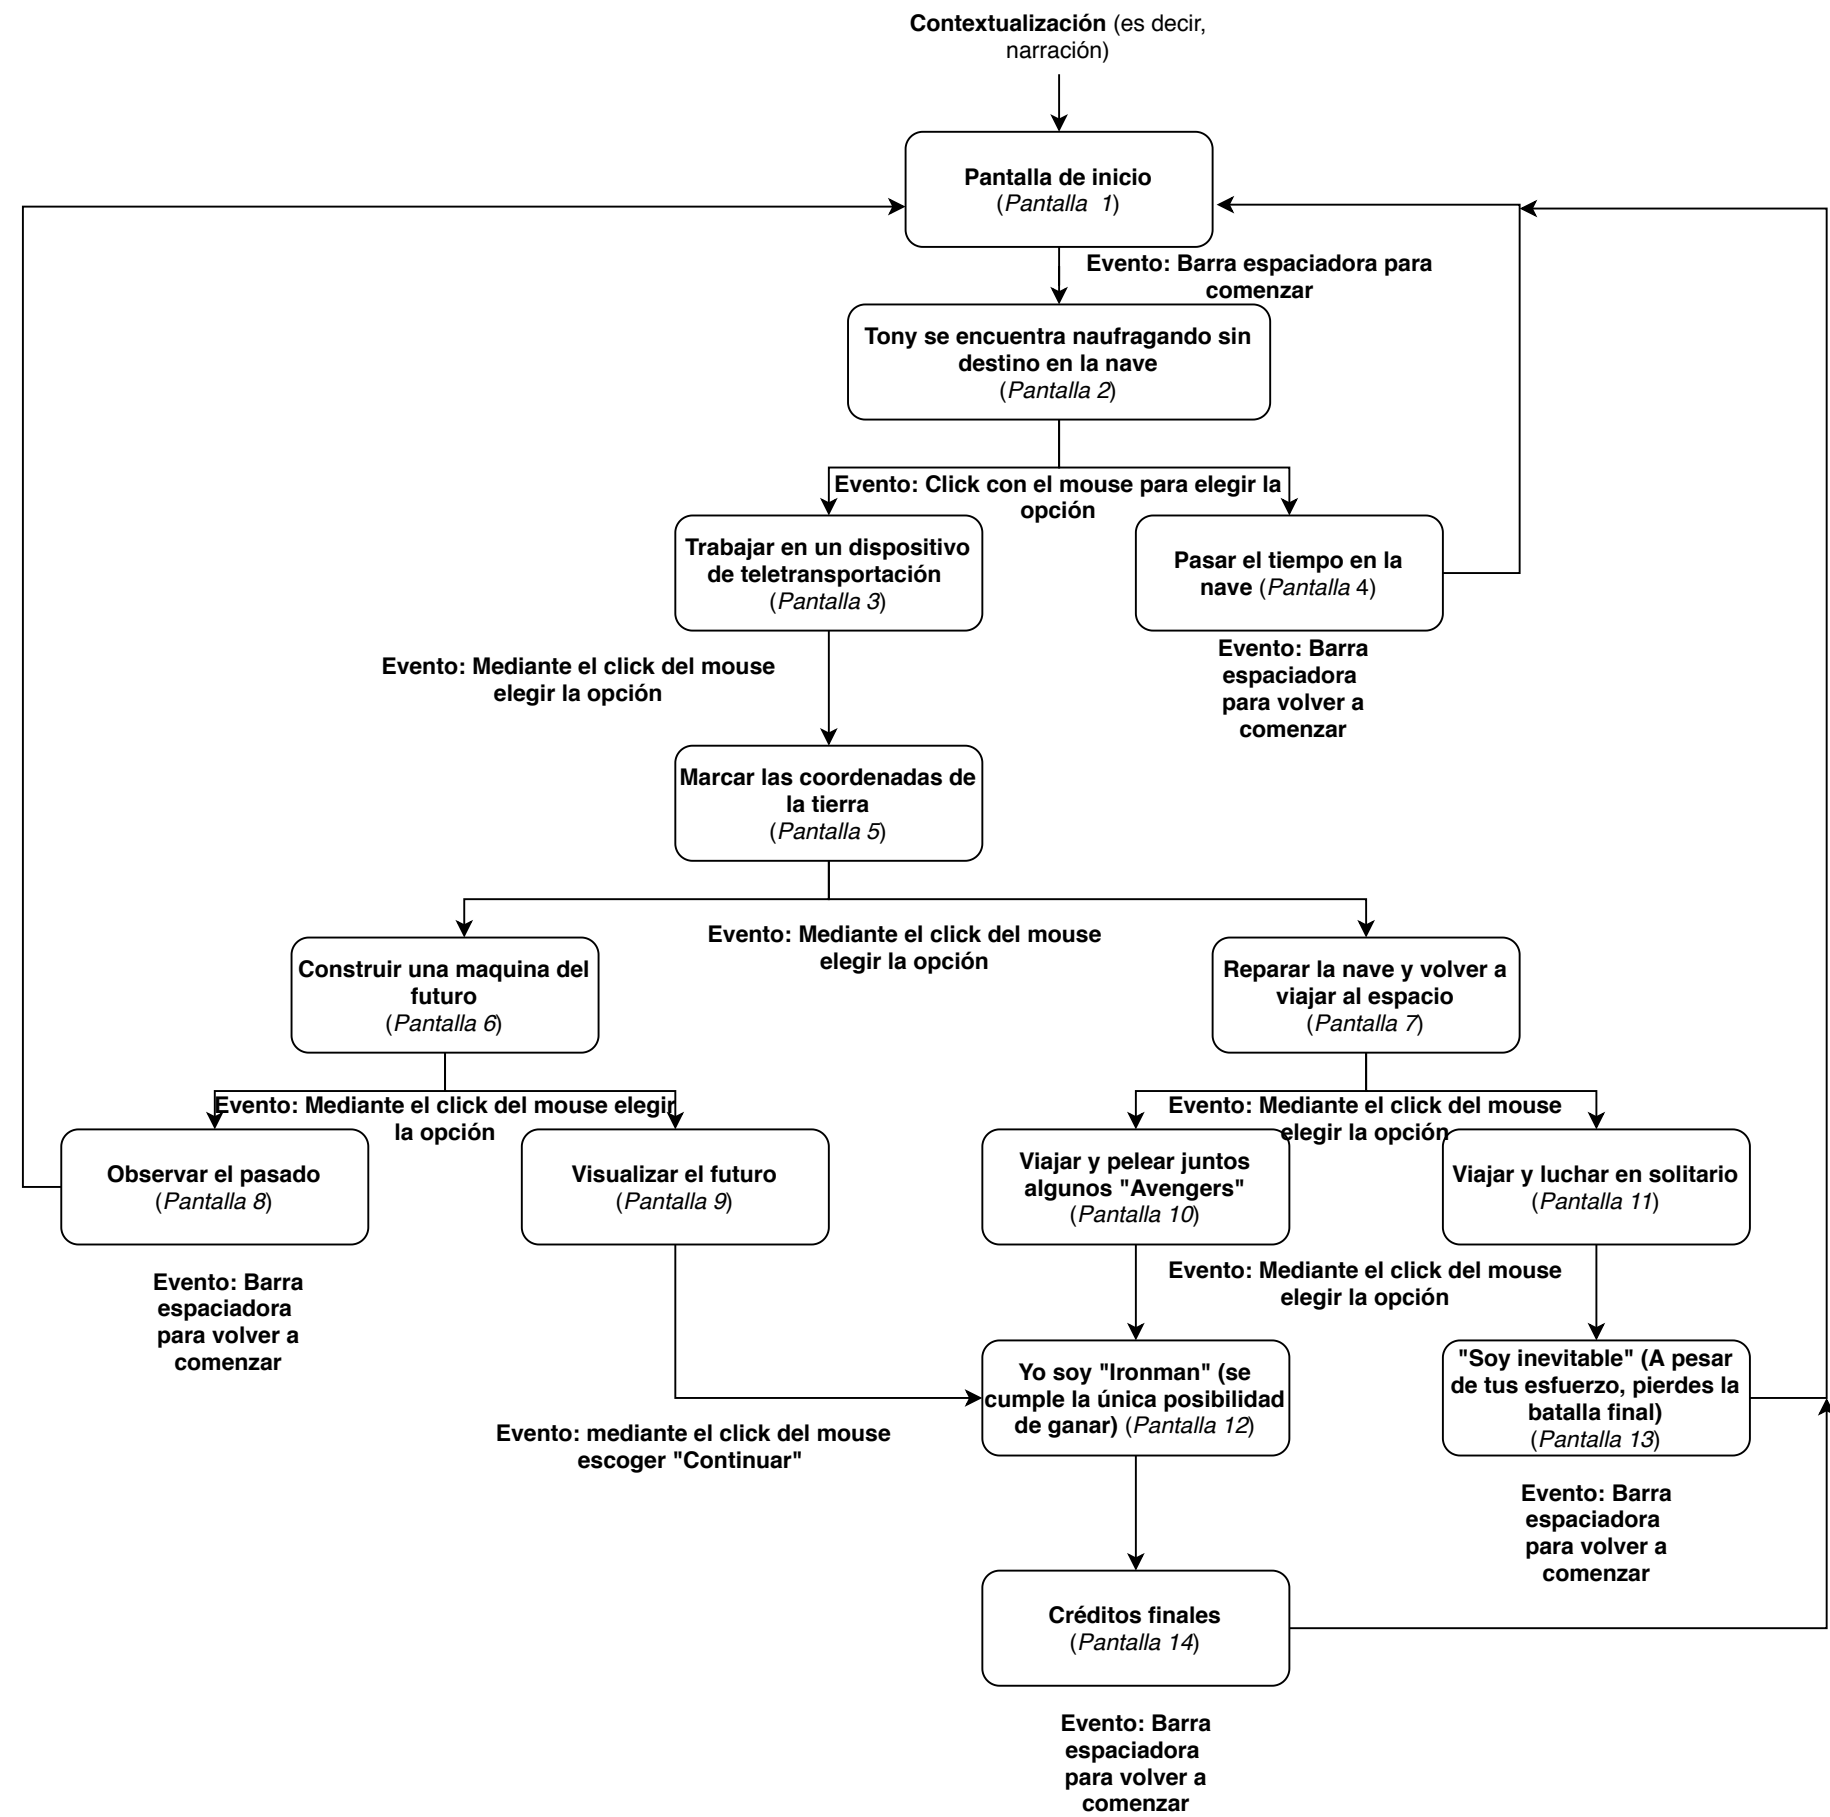 Contextualización (es decir,
narración)
Pantalla de inicio
(Pantalla 1)
Evento: Barra espaciadora para
comenzar
Tony se encuentra naufragando sin
destino en la nave
(Pantalla 2)
Evento: Click con el mouse para elegir la
opción
Trabajar en un dispositivo
de teletransportación
(Pantalla 3)
Pasar el tiempo en la
nave (Pantalla 4)
Evento: Mediante el click del mouse
elegir la opción
Evento: Barra
espaciadora
para volver a
comenzar
Marcar las coordenadas de
la tierra
(Pantalla 5)
Evento: Mediante el click del mouse
elegir la opción
Construir una maquina del
futuro
(Pantalla 6)
Reparar la nave y volver a
viajar al espacio
(Pantalla 7)
Evento: Mediante el click del mouse elegir
la opción
Evento: Mediante el click del mouse
elegir la opción
Observar el pasado
(Pantalla 8)
Visualizar el futuro
(Pantalla 9)
Viajar y pelear juntos
algunos "Avengers"
(Pantalla 10)
Viajar y luchar en solitario
(Pantalla 11)
Evento: Barra
espaciadora
para volver a
comenzar
Evento: Mediante el click del mouse
elegir la opción
Yo soy "Ironman" (se
cumple la única posibilidad
de ganar) (Pantalla 12)
"Soy inevitable" (A pesar
de tus esfuerzo, pierdes la
batalla final)
(Pantalla 13)
Evento: mediante el click del mouse
escoger "Continuar"
Evento: Barra
espaciadora
para volver a
comenzar
Créditos finales
(Pantalla 14)
Evento: Barra
espaciadora
para volver a
comenzar